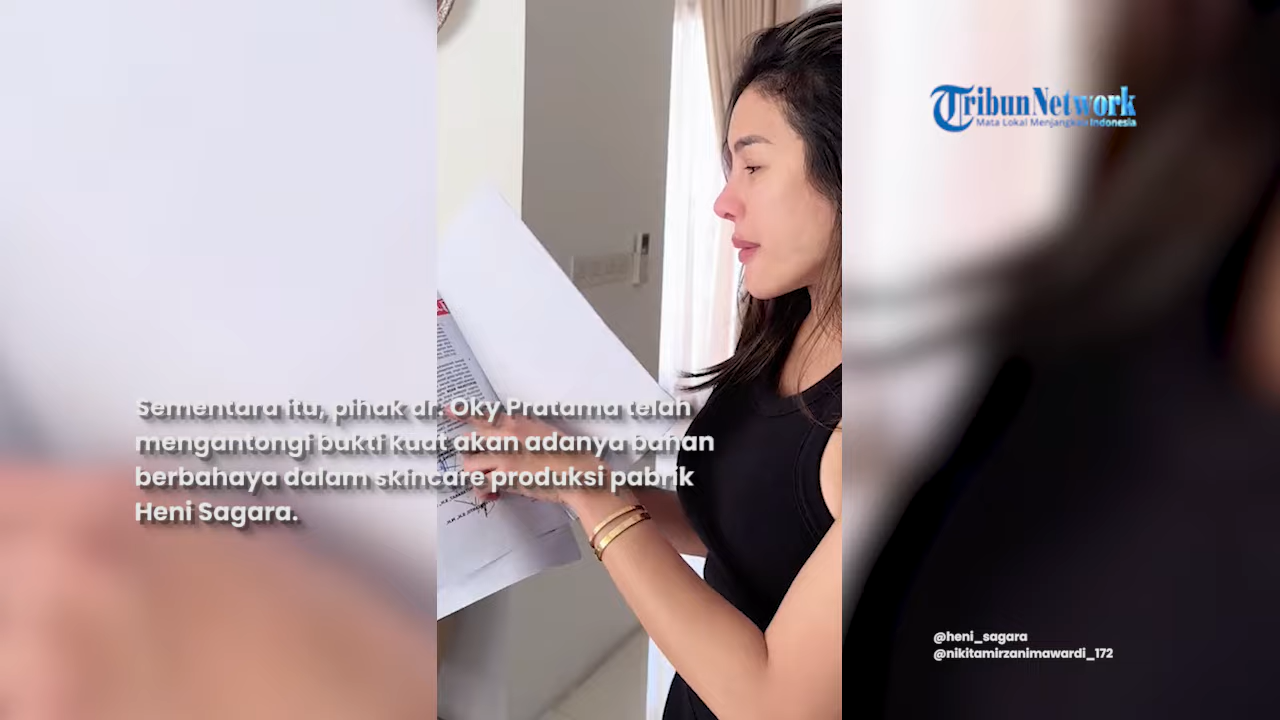 TribunNetwork
Mata Lokal Menjangkau Indonesia
Sementara itu, pihak dr. Oky Pratama telah
mengantongi bukti kuat akan adanya bahan
berbahaya dalam skincare produksi pabrik
Heni Sagara.
@heni_sagara
@nikitamirzanimawardi_172